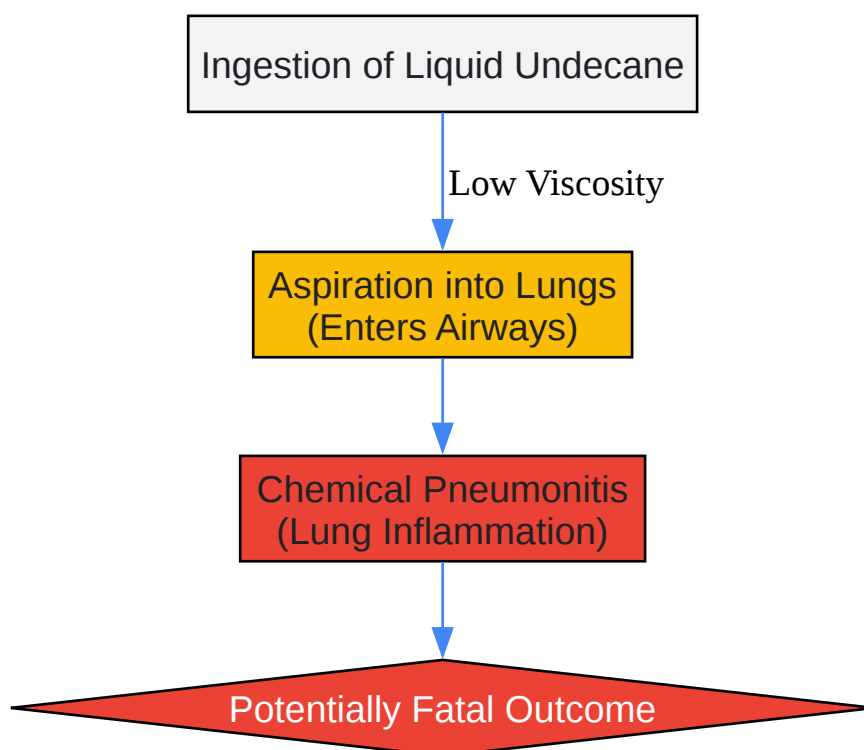 Ingestion of Liquid Undecane
Low Viscosity
Aspiration into Lungs
(Enters Airways)
Chemical Pneumonitis
(Lung Inflammation)
Potentially Fatal Outcome